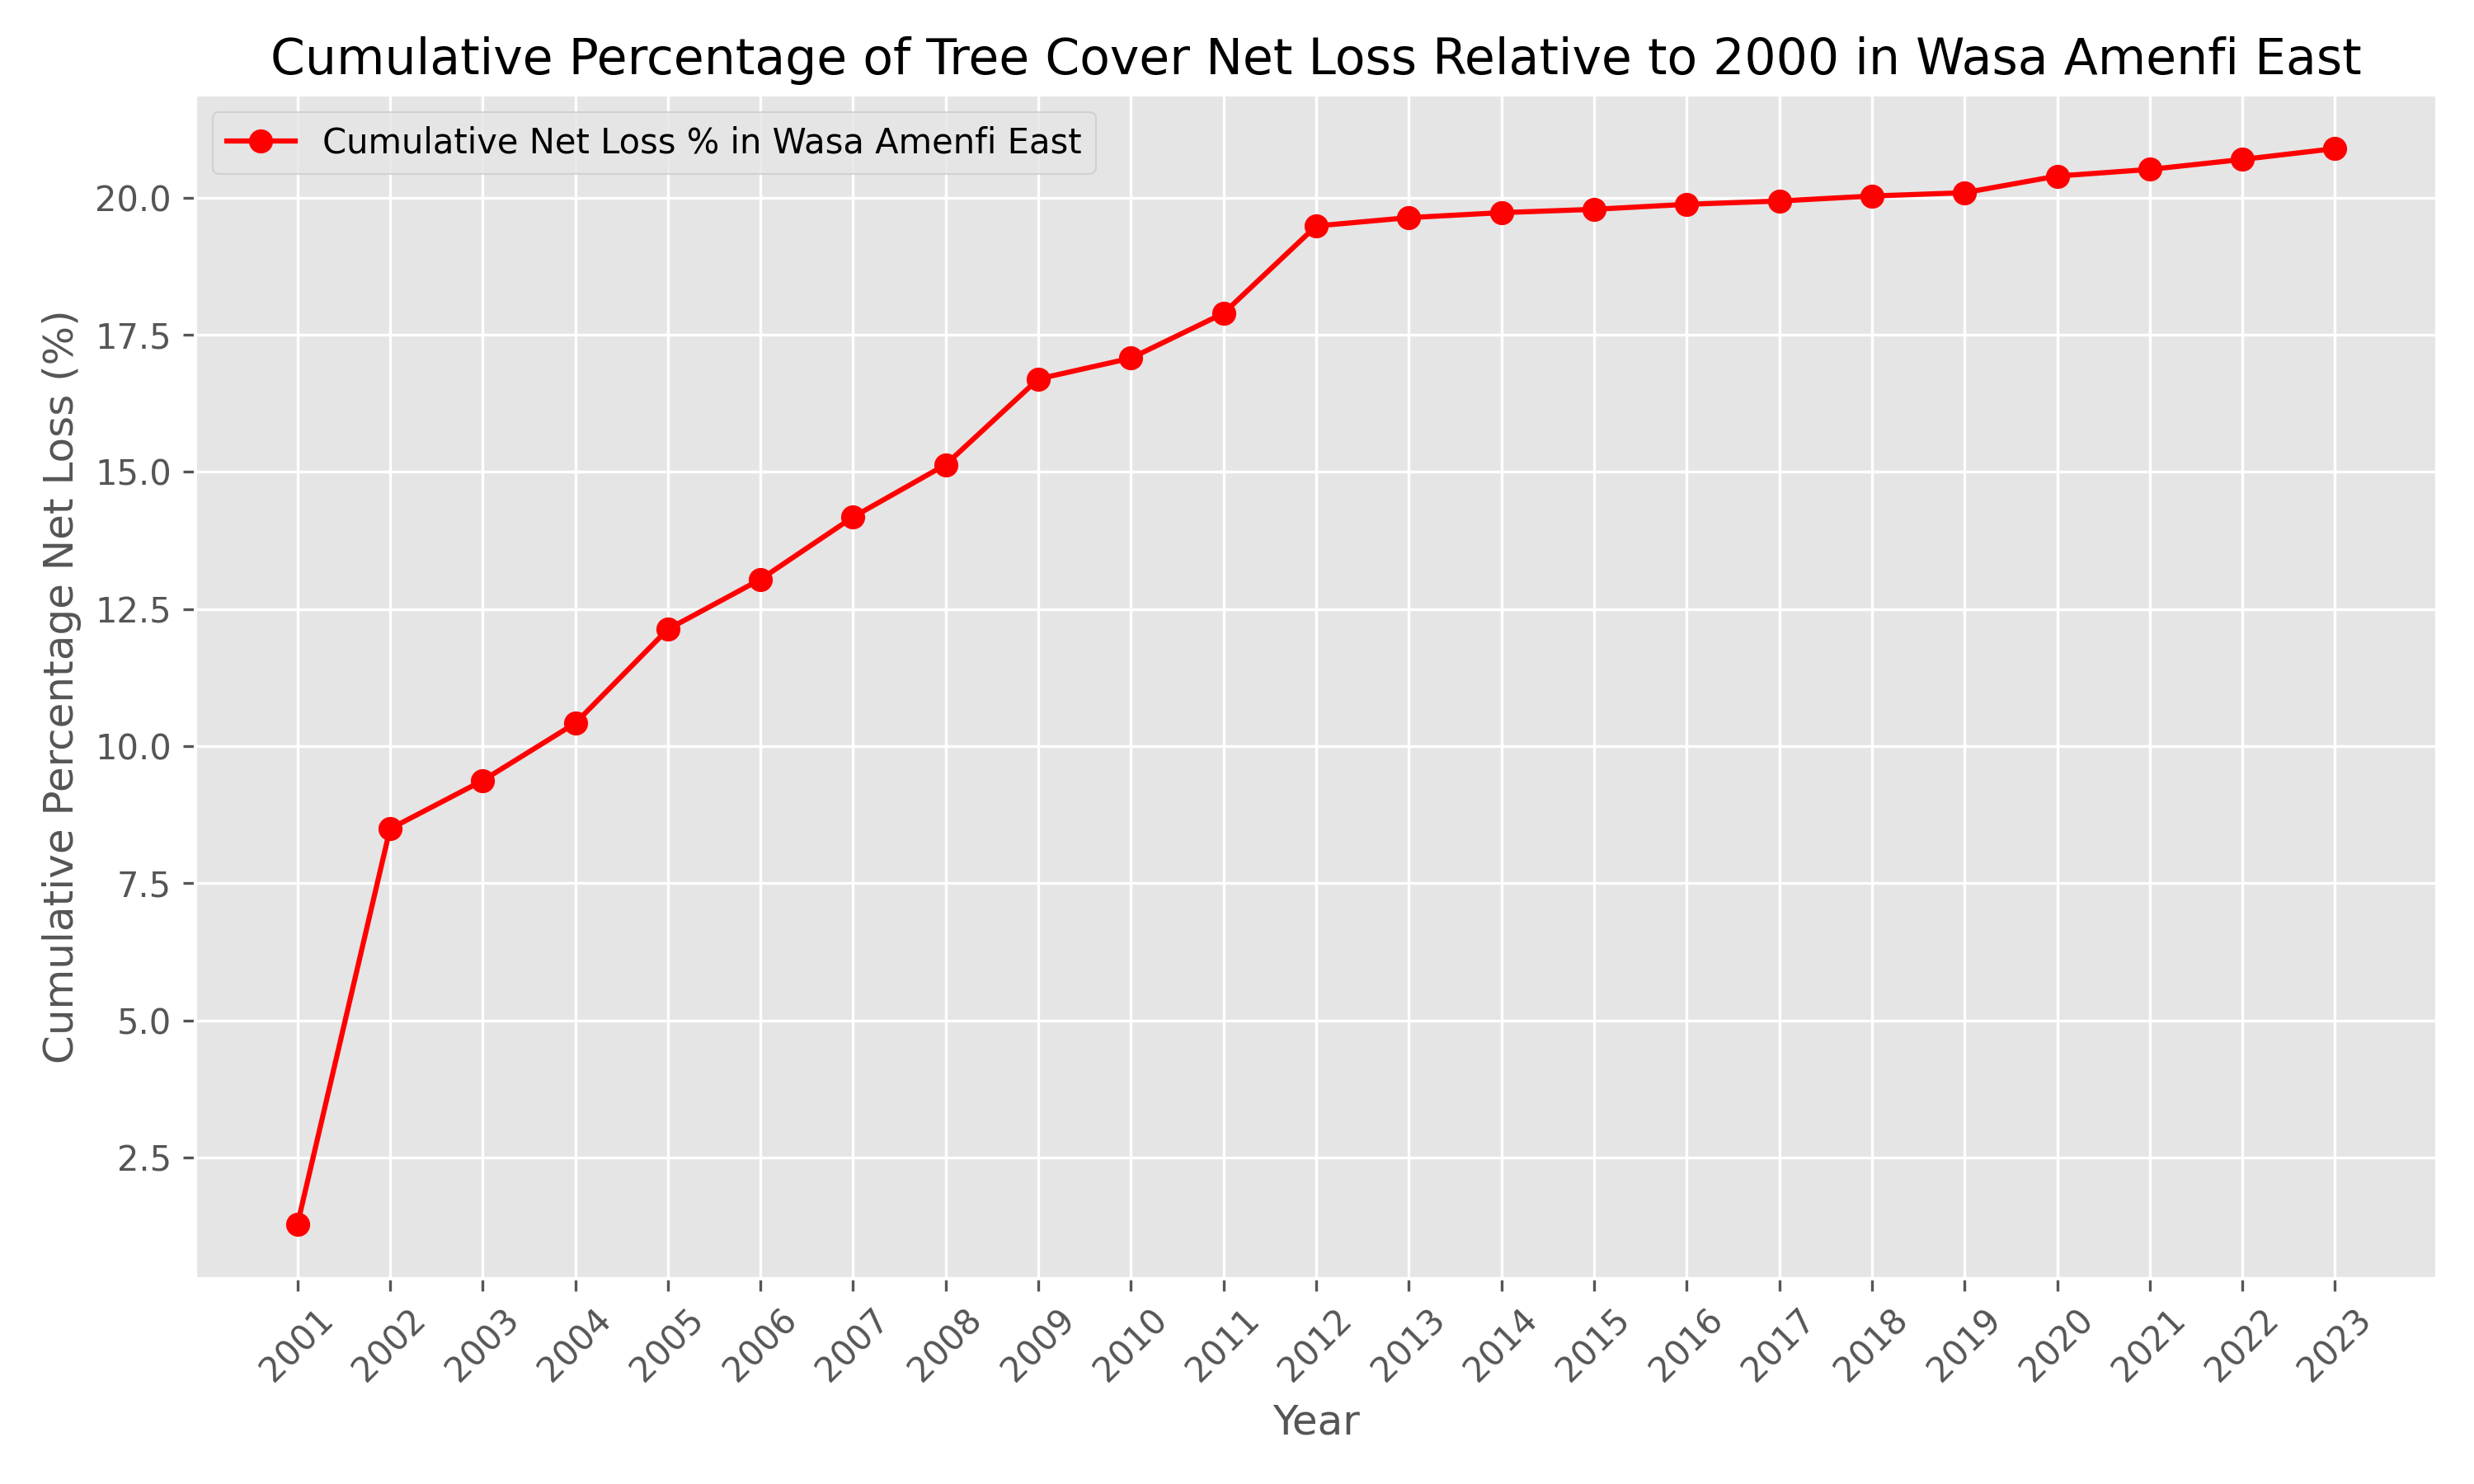 Cumulative Percentage of Tree Cover Net Loss Relative to 2000 in Wasa Amenfi East
Cumulative Net Loss % in Wasa Amenfi East
Cumulative Percentage Net Loss (%)
20.0
17.5
15.0
12.5
10.0
7.5
5.0
2.5
2001 2002 2003 2004 2005 2006 2007 2008 2009 2010 2011 2012 2013 2014 2015 2016 2017 2018 2019 2020 2021 2022 2023
Year